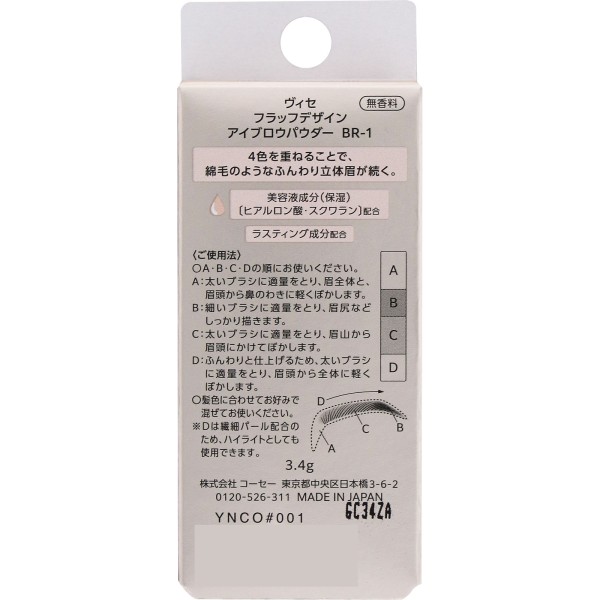 ヴィセ
無香料
フラッフデザイン
アイブロウパウダー BR-1
4色を重ねることで、
綿毛のようなふんわり立体眉が続く。
美容液成分(保湿)
〔ヒアルロン酸・スクワラン〕配合
ラスティング成分配合
〈ご使用法〉
○A・B・C・Dの順にお使いください。
A:太いブラシに適量をとり、眉全体と、
眉頭から鼻のわきに軽くぼかします。
B:細いブラシに適量をとり、眉尻など
しっかり描きます。
C:太いブラシに適量をとり、眉山から
眉頭にかけてぼかします。
D:ふんわりと仕上げるため、太いブラシ
に適量をとり、眉頭から全体に軽く
ぼかします。
○髪色に合わせてお好みで
混ぜてお使いください。
※Dは繊細パール配合の
ため、ハイライトとしても
使用できます。
A
B
C
D
D
A
C
B
3.4g
株式会社 コーセー 東京都中央区日本橋3-6-2
0120-526-311 MADE IN JAPAN
YNCO#001
GC34ZA